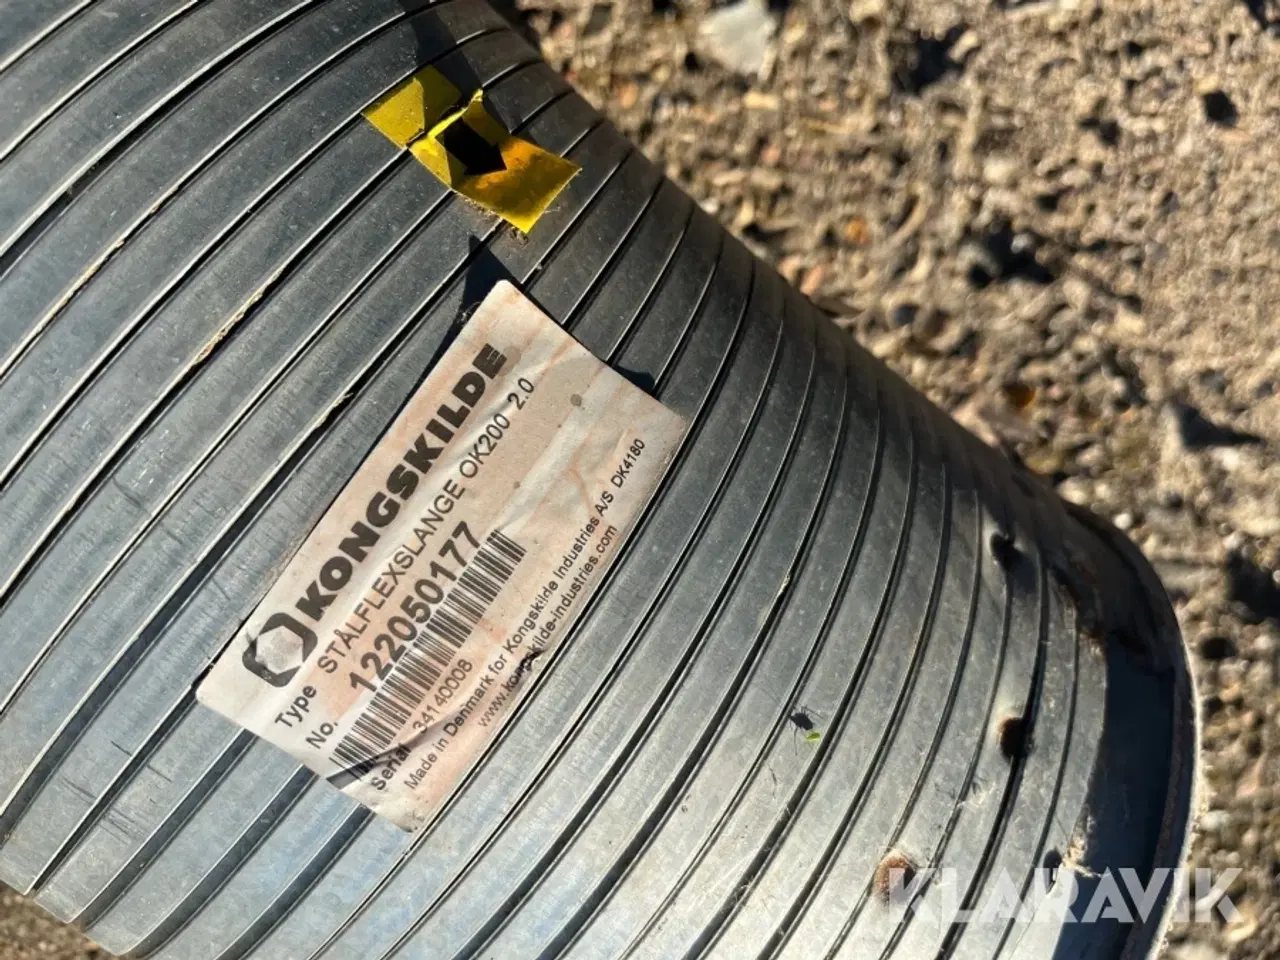 KONGSKILDE
Type STÅLFLEXSLANGE OK200 2.0
No. 122050177
Serial 34140008
Made in Denmark for Kongskilde Industries A/S DK4180
www.kongskilde-industries.com
KLARAVIK